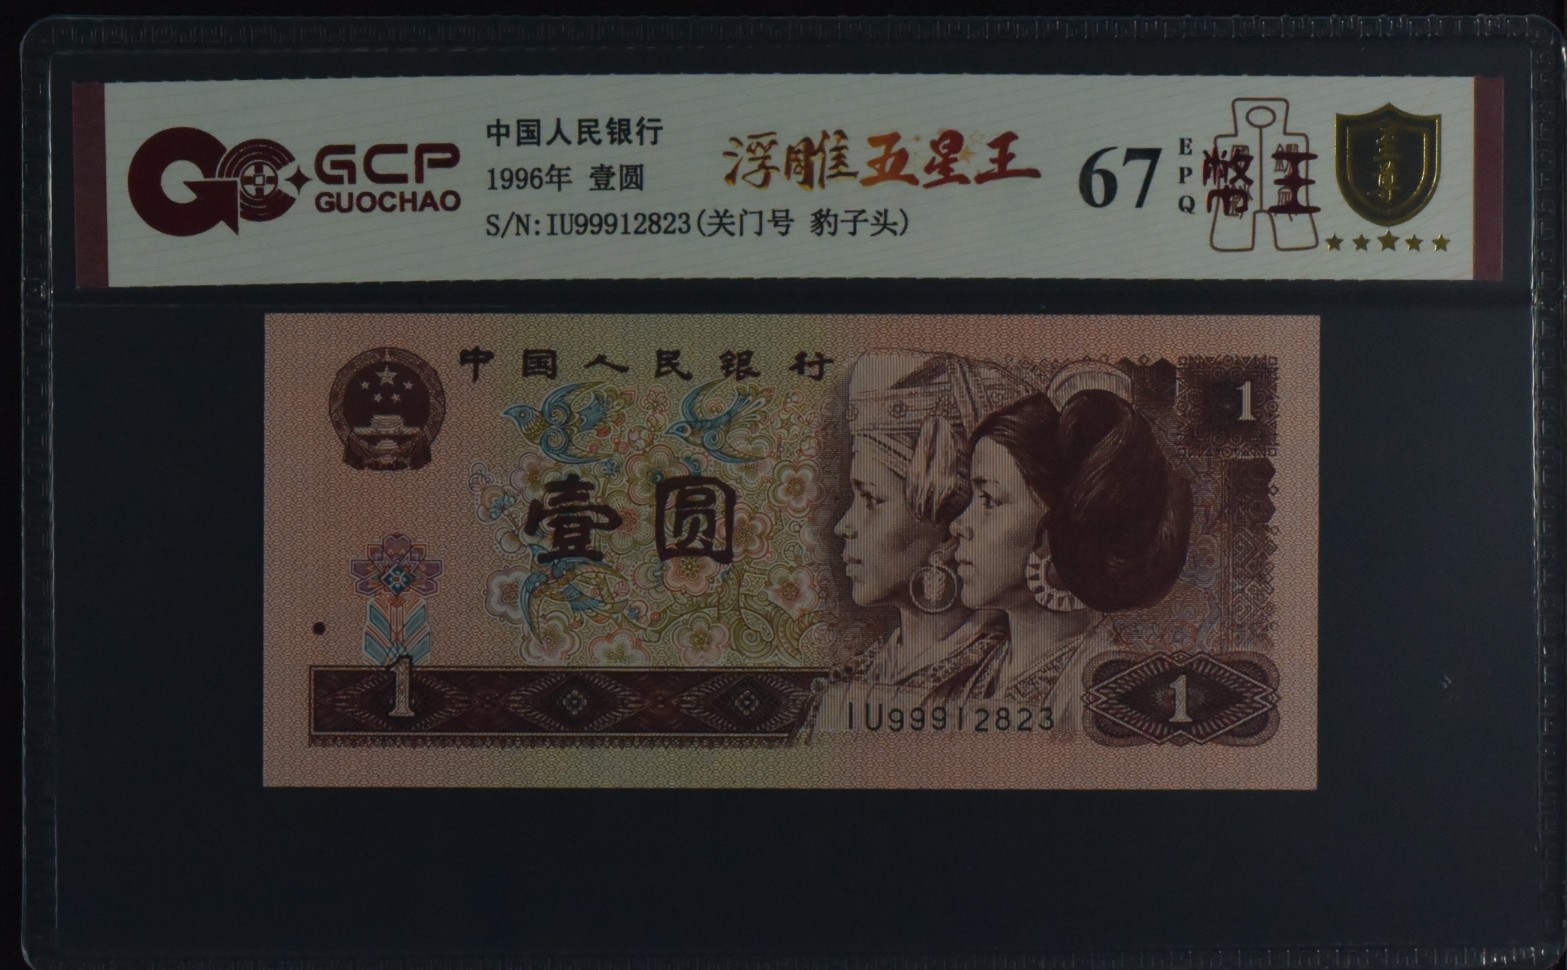 GCP
GUOCHAO
中国人民银行
1996年 壹圆
S/N:IU99912823(关门号 豹子头)
浮雕五星王
67
EPQ
至尊
中国人民银行
1
壹圆
1
IU99912823
1